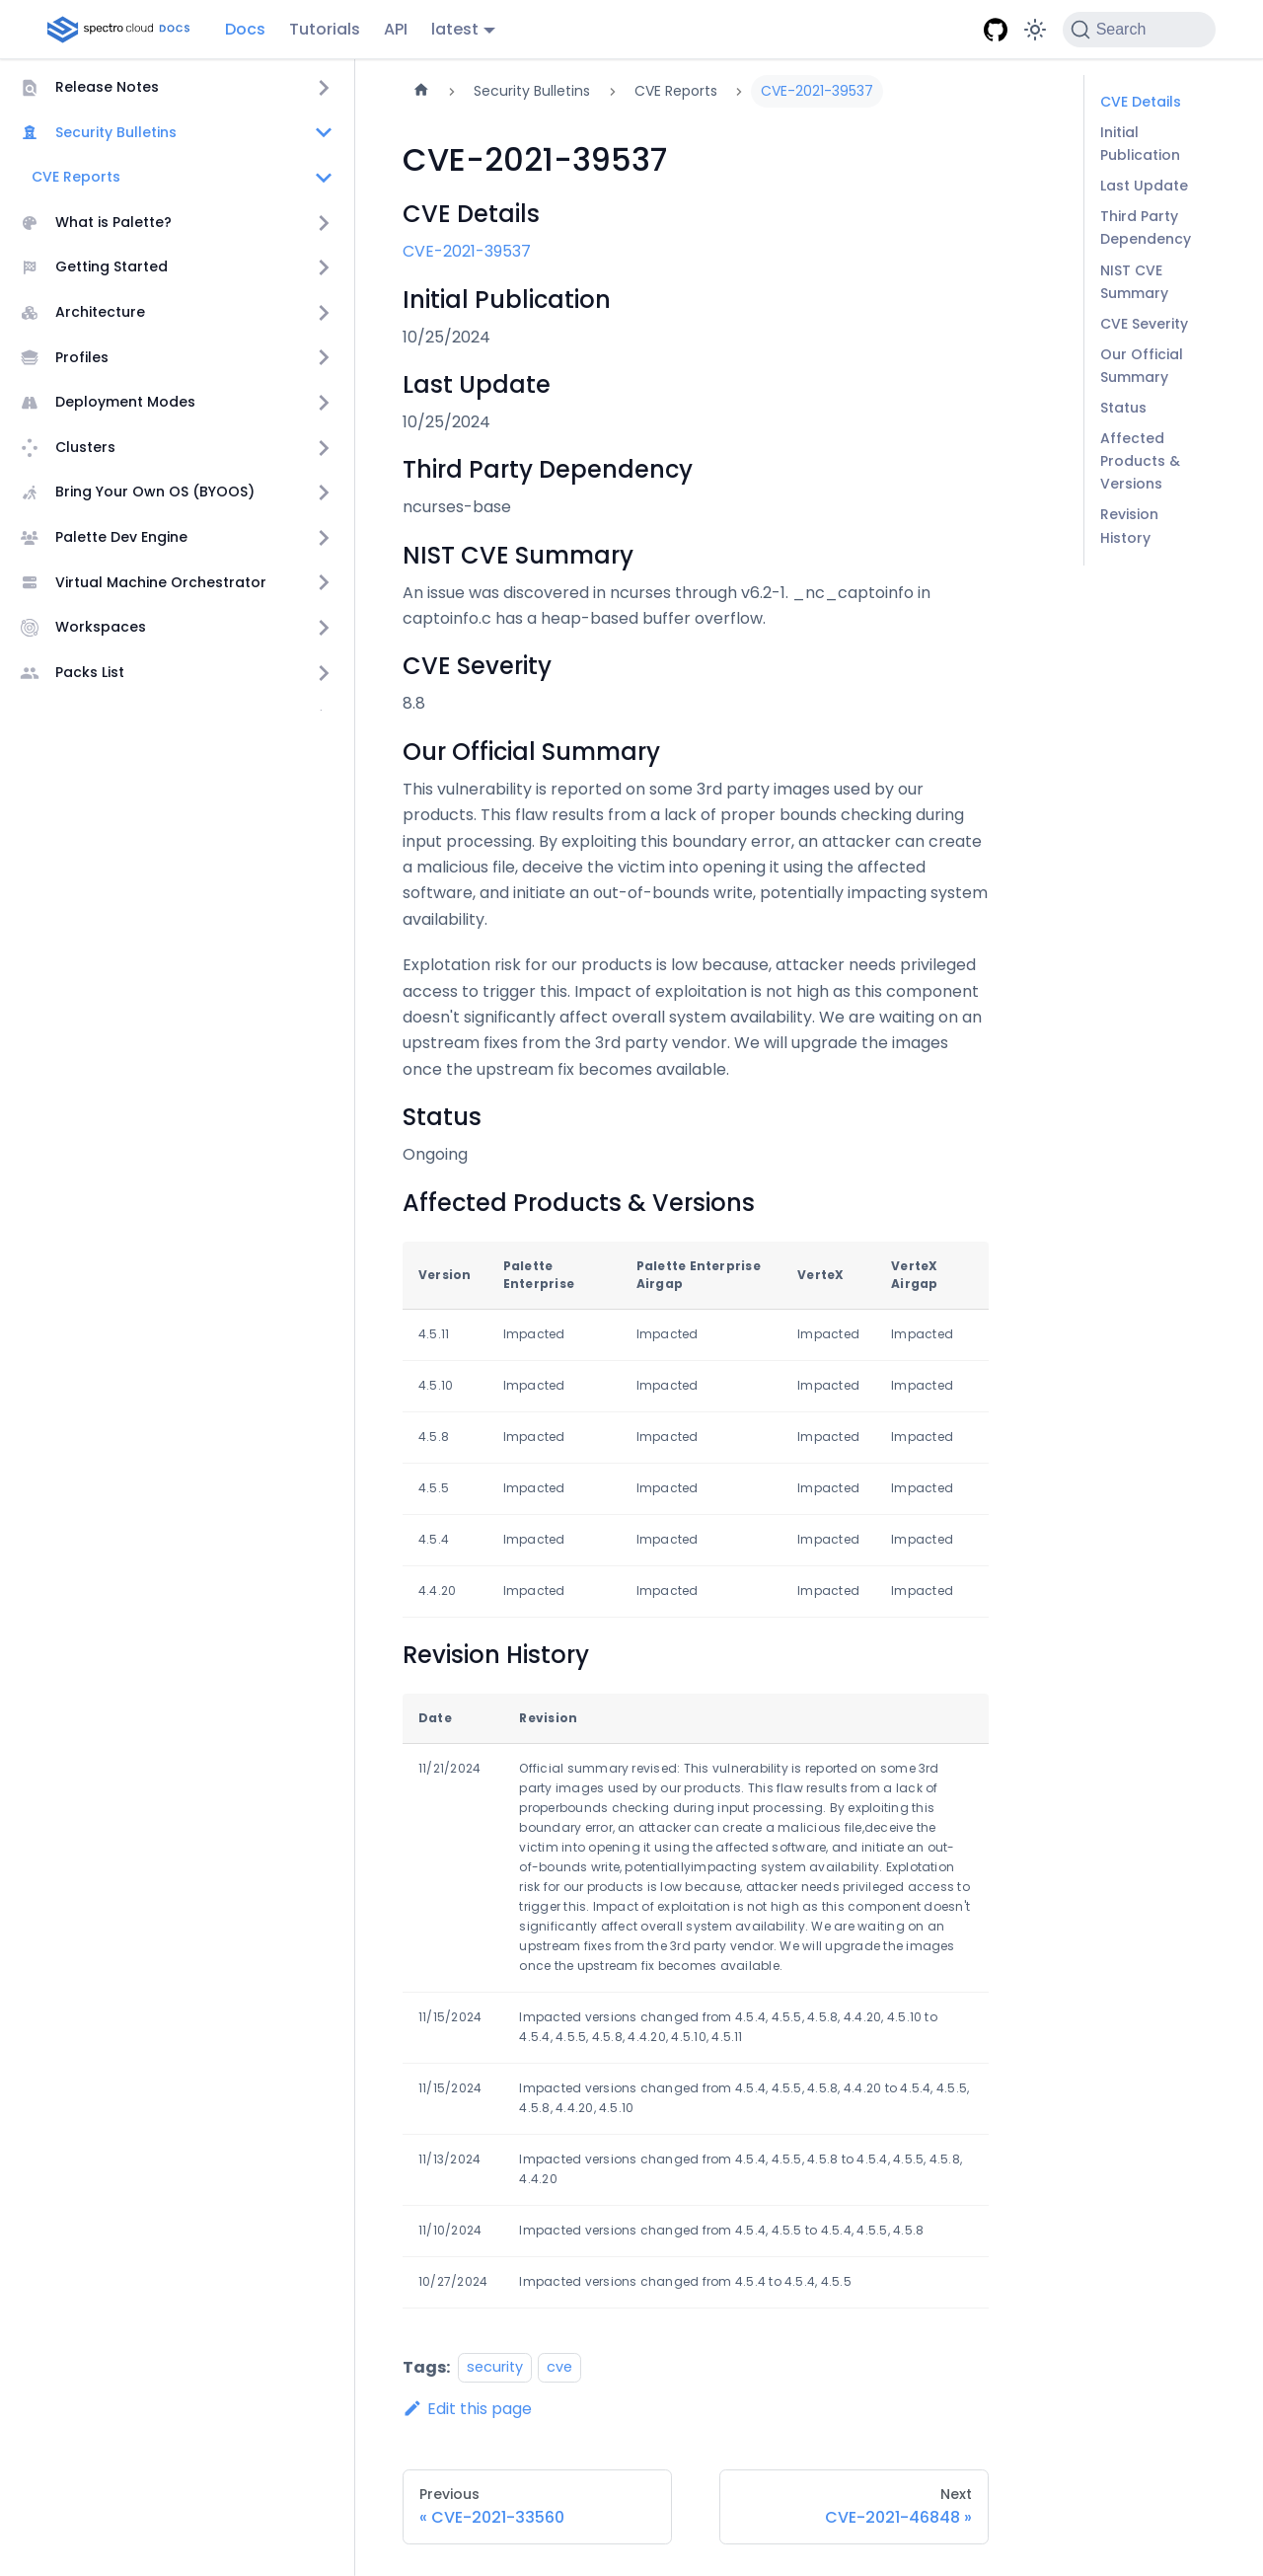 spectro cloud DOCS
Docs
Tutorials
API
latest
Search
Release Notes
Security Bulletins
CVE Reports
What is Palette?
Getting Started
Architecture
Profiles
Deployment Modes
Clusters
Bring Your Own OS (BYOOS)
Palette Dev Engine
Virtual Machine Orchestrator
Workspaces
Packs List
Security Bulletins
CVE Reports
CVE-2021-39537
CVE-2021-39537
CVE Details
CVE-2021-39537
Initial Publication
10/25/2024
Last Update
10/25/2024
Third Party Dependency
ncurses-base
NIST CVE Summary
An issue was discovered in ncurses through v6.2-1. _nc_captoinfo in
captoinfo.c has a heap-based buffer overflow.
CVE Severity
8.8
Our Official Summary
This vulnerability is reported on some 3rd party images used by our
products. This flaw results from a lack of proper bounds checking during
input processing. By exploiting this boundary error, an attacker can create
a malicious file, deceive the victim into opening it using the affected
software, and initiate an out-of-bounds write, potentially impacting system
availability.
Explotation risk for our products is low because, attacker needs privileged
access to trigger this. Impact of exploitation is not high as this component
doesn't significantly affect overall system availability. We are waiting on an
upstream fixes from the 3rd party vendor. We will upgrade the images
once the upstream fix becomes available.
Status
Ongoing
Affected Products & Versions
Version Palette Enterprise Palette Enterprise Airgap VerteX VerteX Airgap
4.5.11 Impacted Impacted Impacted Impacted
4.5.10 Impacted Impacted Impacted Impacted
4.5.8 Impacted Impacted Impacted Impacted
4.5.5 Impacted Impacted Impacted Impacted
4.5.4 Impacted Impacted Impacted Impacted
4.4.20 Impacted Impacted Impacted Impacted
Revision History
Date Revision
11/21/2024 Official summary revised: This vulnerability is reported on some 3rd
party images used by our products. This flaw results from a lack of
properbounds checking during input processing. By exploiting this
boundary error, an attacker can create a malicious file,deceive the
victim into opening it using the affected software, and initiate an out-
of-bounds write, potentiallyimpacting system availability. Explotation
risk for our products is low because, attacker needs privileged access to
trigger this. Impact of exploitation is not high as this component doesn't
significantly affect overall system availability. We are waiting on an
upstream fixes from the 3rd party vendor. We will upgrade the images
once the upstream fix becomes available.
11/15/2024 Impacted versions changed from 4.5.4, 4.5.5, 4.5.8, 4.4.20, 4.5.10 to
4.5.4, 4.5.5, 4.5.8, 4.4.20, 4.5.10, 4.5.11
11/15/2024 Impacted versions changed from 4.5.4, 4.5.5, 4.5.8, 4.4.20 to 4.5.4, 4.5.5,
4.5.8, 4.4.20, 4.5.10
11/13/2024 Impacted versions changed from 4.5.4, 4.5.5, 4.5.8 to 4.5.4, 4.5.5, 4.5.8,
4.4.20
11/10/2024 Impacted versions changed from 4.5.4, 4.5.5 to 4.5.4, 4.5.5, 4.5.8
10/27/2024 Impacted versions changed from 4.5.4 to 4.5.4, 4.5.5
Tags: security cve
Edit this page
Previous
« CVE-2021-33560
Next
CVE-2021-46848 »
CVE Details
Initial
Publication
Last Update
Third Party
Dependency
NIST CVE
Summary
CVE Severity
Our Official
Summary
Status
Affected
Products &
Versions
Revision
History